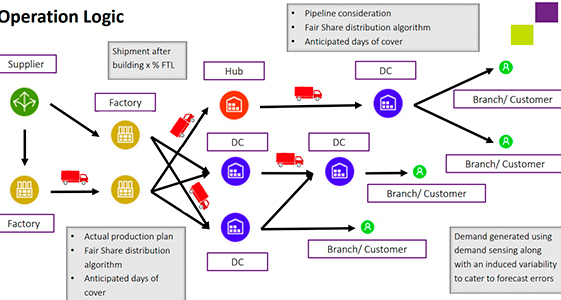 Operation Logic
• Pipeline consideration
• Fair Share distribution algorithm
• Anticipated days of cover
Supplier
Shipment after
building x % FTL
Hub
DC
Factory
Branch/ Customer
DC
DC
Branch/ Customer
Branch/ Customer
Factory
• Actual production plan
• Fair Share distribution
algorithm
• Anticipated days of
cover
DC
Branch/ Customer
Demand generated using
demand sensing along
with an induced variability
to cater to forecast errors